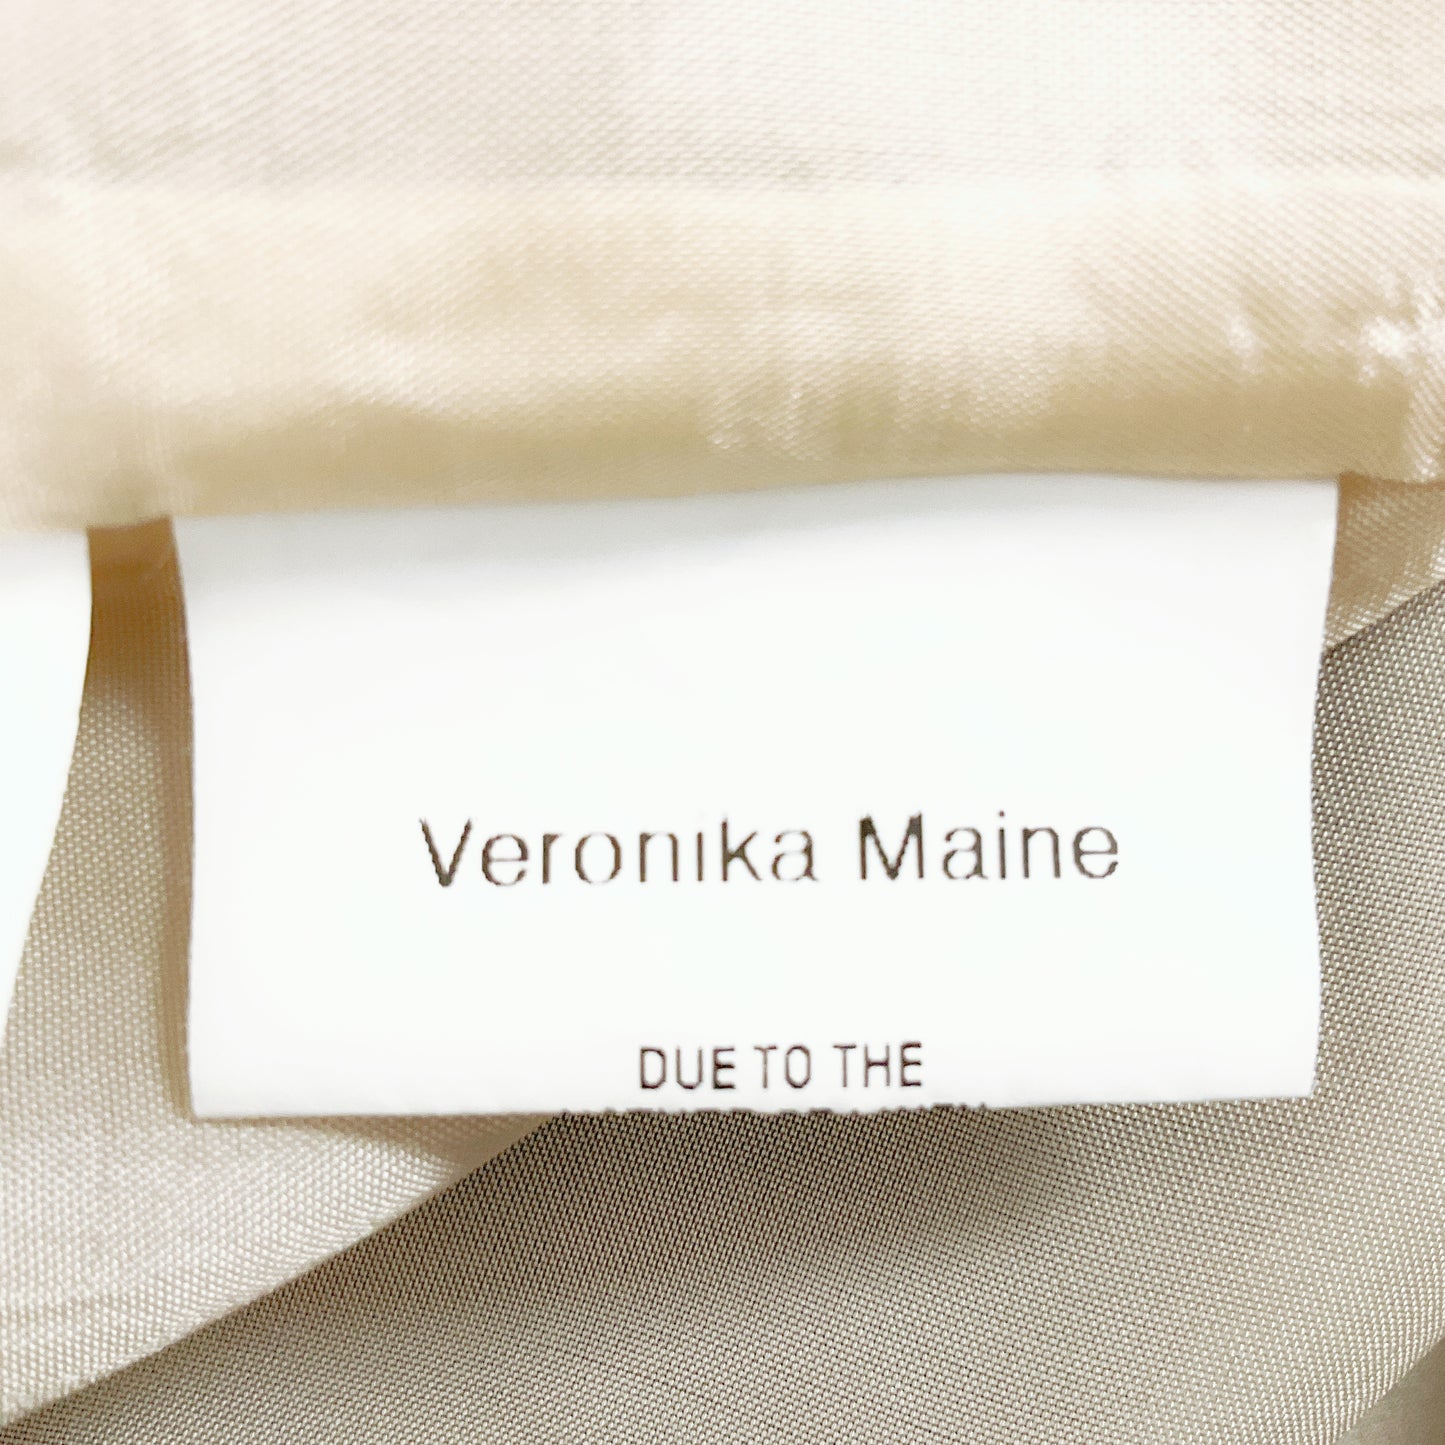 Veronika Maine
DUE TO THE